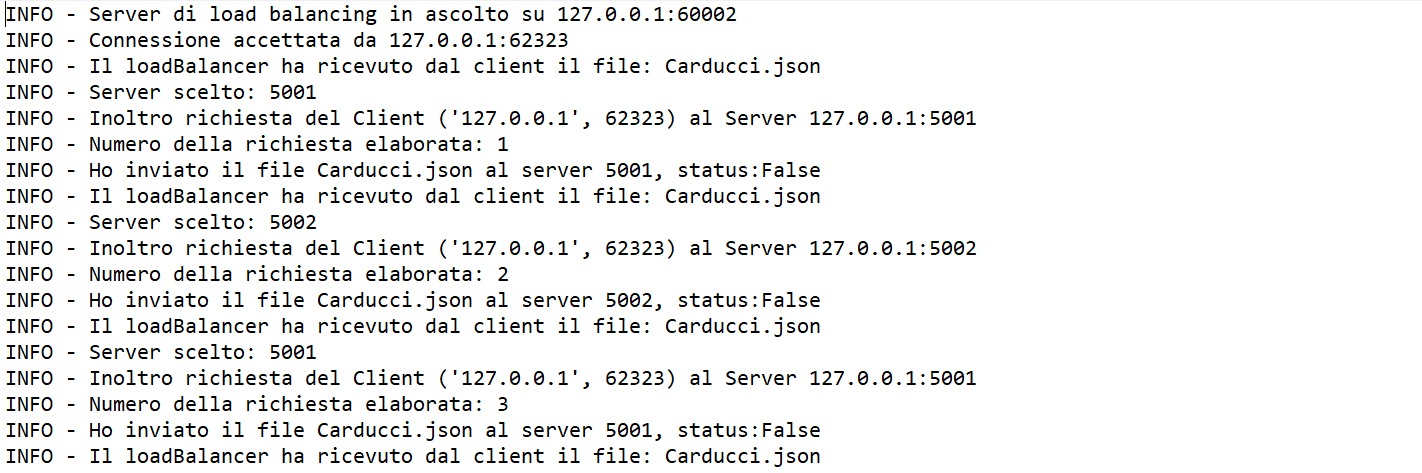 INFO - Server di load balancing in ascolto su 127.0.0.1:60002
INFO - Connessione accettata da 127.0.0.1:62323
INFO - Il loadBalancer ha ricevuto dal client il file: Carducci.json
INFO - Server scelto: 5001
INFO - Inoltro richiesta del Client ('127.0.0.1', 62323) al Server 127.0.0.1:5001
INFO - Numero della richiesta elaborata: 1
INFO - Ho inviato il file Carducci.json al server 5001, status:False
INFO - Il loadBalancer ha ricevuto dal client il file: Carducci.json
INFO - Server scelto: 5002
INFO - Inoltro richiesta del Client ('127.0.0.1', 62323) al Server 127.0.0.1:5002
INFO - Numero della richiesta elaborata: 2
INFO - Ho inviato il file Carducci.json al server 5002, status:False
INFO - Il loadBalancer ha ricevuto dal client il file: Carducci.json
INFO - Server scelto: 5001
INFO - Inoltro richiesta del Client ('127.0.0.1', 62323) al Server 127.0.0.1:5001
INFO - Numero della richiesta elaborata: 3
INFO - Ho inviato il file Carducci.json al server 5001, status:False
INFO - Il loadBalancer ha ricevuto dal client il file: Carducci.json